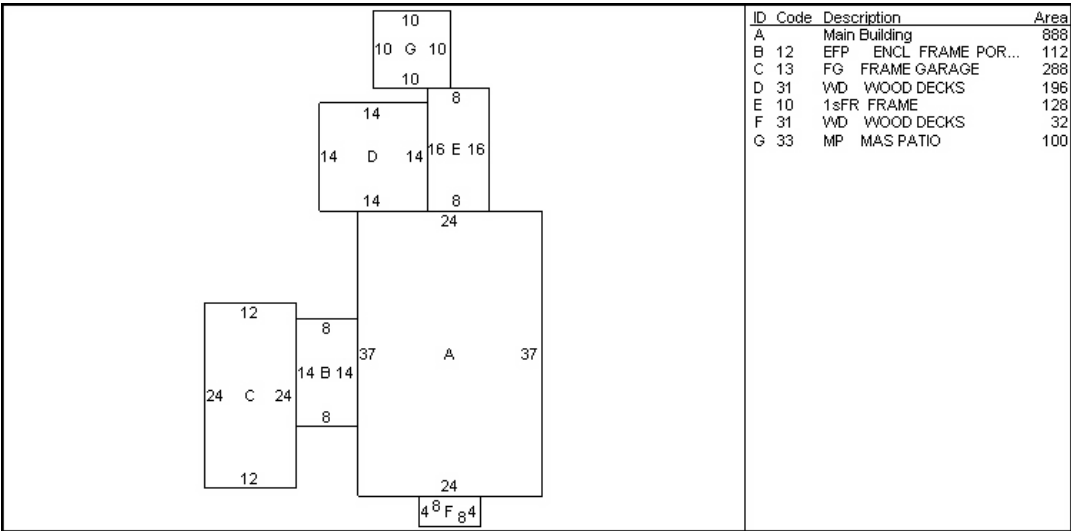 10
10 G 10
10
8
14
14 D 14
16 E 16
14
8
24
12
8
37 A 37
14 B 14
24 C 24
8
12
24
4 8 F 8 4
ID Code Description Area
A Main Building 888
B 12 EFP ENCL FRAME POR... 112
C 13 FG FRAME GARAGE 288
D 31 WD WOOD DECKS 196
E 10 1sFR FRAME 128
F 31 WD WOOD DECKS 32
G 33 MP MAS PATIO 100